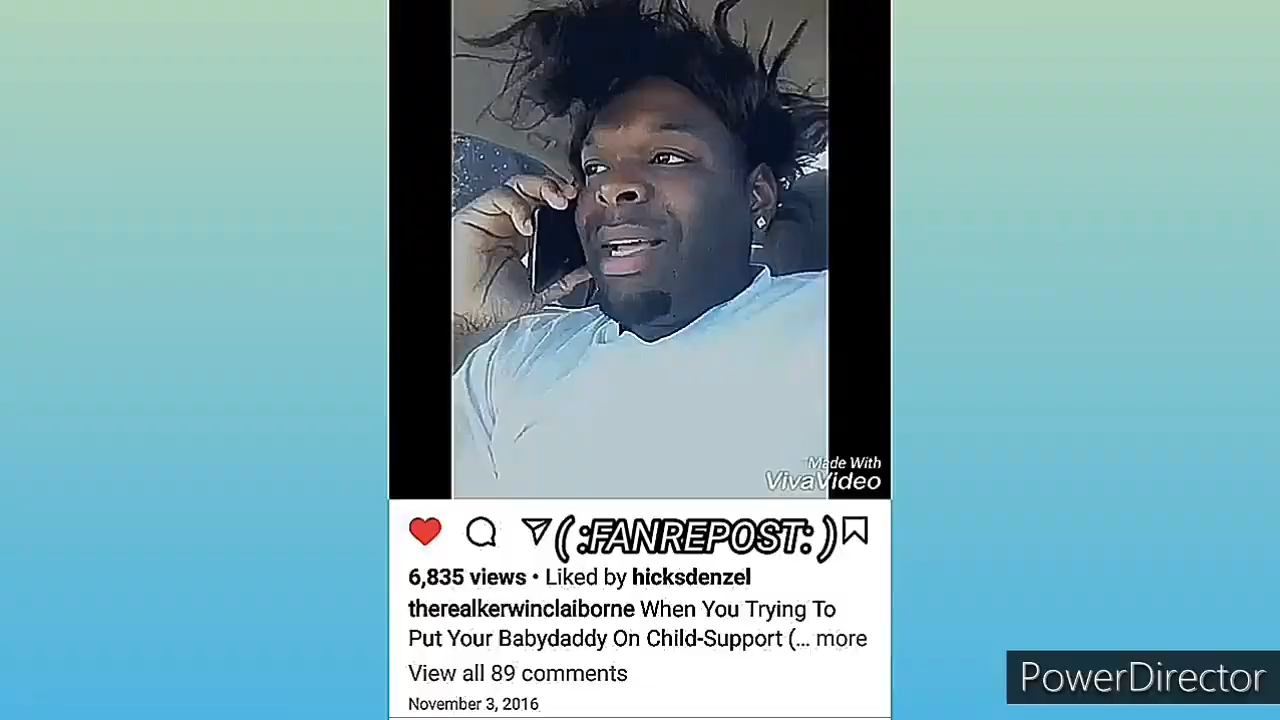 Made With
VivaVideo
(:FANREPOST:)
6,835 views • Liked by hicksdenzel
therealkerwinclaiborne When You Trying To
Put Your Babydaddy On Child-Support (... more
View all 89 comments
November 3, 2016
PowerDirector